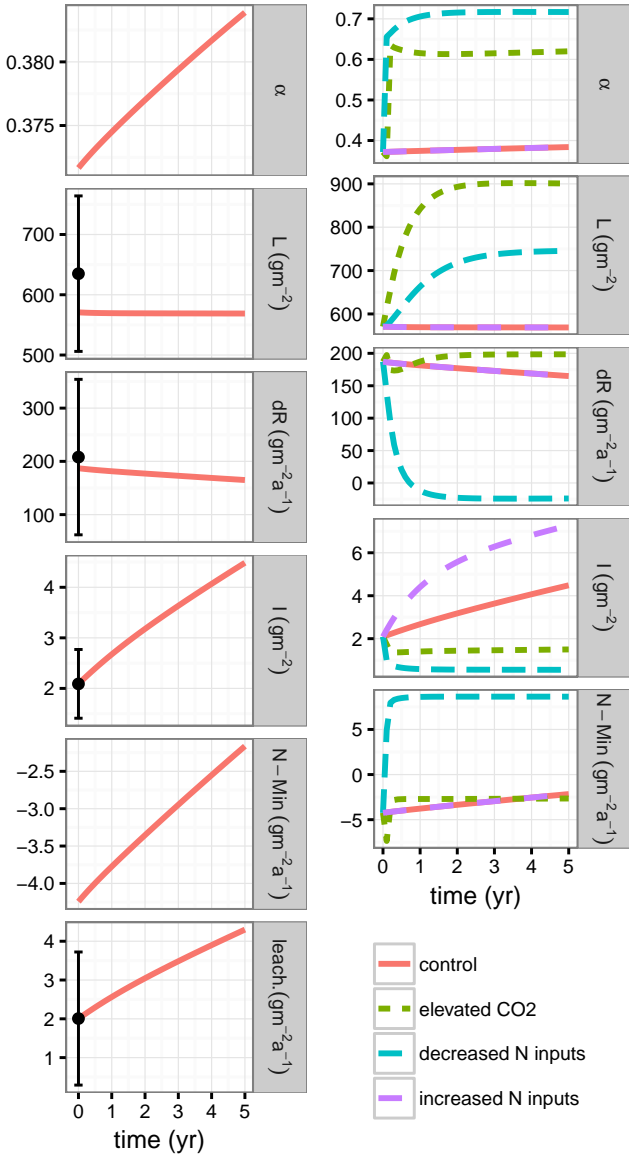 0.380
0.375
α
700
600
500
L (gm⁻²)
300
200
100
dR (gm⁻²a⁻¹)
4
3
2
I (gm⁻²)
−2.5
−3.0
−3.5
−4.0
N−Min (gm⁻²a⁻¹)
4
3
2
1
leach.(gm⁻²a⁻¹)
0 1 2 3 4 5
time (yr)
0.7
0.6
0.5
0.4
α
900
800
700
600
L (gm⁻²)
200
150
100
50
0
dR (gm⁻²a⁻¹)
6
4
2
I (gm⁻²)
5
0
−5
N−Min (gm⁻²a⁻¹)
0 1 2 3 4 5
time (yr)
control
elevated CO2
decreased N inputs
increased N inputs